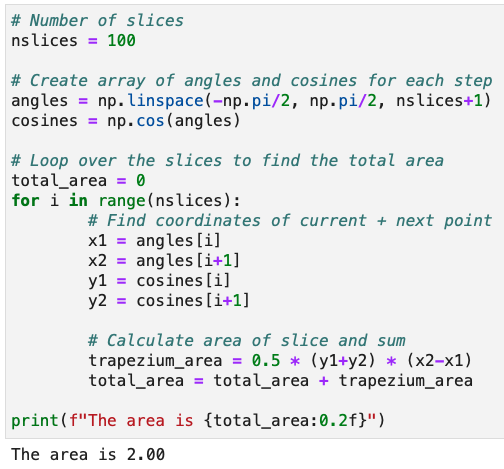 # Number of slices
nslices = 100

# Create array of angles and cosines for each step
angles = np.linspace(-np.pi/2, np.pi/2, nslices+1)
cosines = np.cos(angles)

# Loop over the slices to find the total area
total_area = 0
for i in range(nslices):
        # Find coordinates of current + next point
        x1 = angles[i]
        x2 = angles[i+1]
        y1 = cosines[i]
        y2 = cosines[i+1]

        # Calculate area of slice and sum
        trapezium_area = 0.5 * (y1+y2) * (x2-x1)
        total_area = total_area + trapezium_area

print(f"The area is {total_area:0.2f}")
The area is 2.00